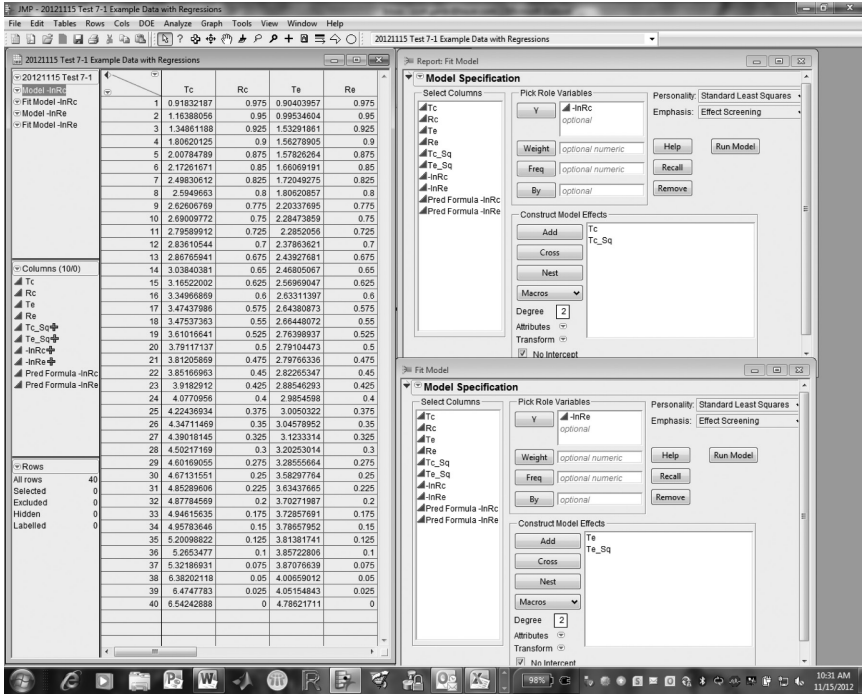 JMP - 20121115 Test 7-1 Example Data with Regressions
File Edit Tables Rows Cols DOE Analyze Graph Tools View Window Help
20121115 Test 7-1 Example Data with Regressions
20121115 Test 7-1 Example Data with Regressions
20121115 Test 7-1
Model -lnRc
Fit Model -lnRc
Model -lnRe
Fit Model -lnRe
Columns (10/0)
Tc
Rc
Te
Re
Tc_Sq
Te_Sq
-lnRc
-lnRe
Pred Formula -lnRc
Pred Formula -lnRe
Rows
All rows 40
Selected 0
Excluded 0
Hidden 0
Labelled 0
Tc Rc Te Re
1 0.91832187 0.975 0.90403957 0.975
2 1.16388056 0.95 0.99534604 0.95
3 1.34861188 0.925 1.53291861 0.925
4 1.80620125 0.9 1.56278905 0.9
5 2.00784789 0.875 1.57826264 0.875
6 2.17261671 0.85 1.66069191 0.85
7 2.49830612 0.825 1.72049275 0.825
8 2.5949663 0.8 1.80620857 0.8
9 2.62606769 0.775 2.20337695 0.775
10 2.69009772 0.75 2.28473859 0.75
11 2.79589912 0.725 2.2852056 0.725
12 2.83610544 0.7 2.37863621 0.7
13 2.86765941 0.675 2.43927681 0.675
14 3.03840381 0.65 2.46805067 0.65
15 3.16522002 0.625 2.56969047 0.625
16 3.34966869 0.6 2.63311397 0.6
17 3.47437986 0.575 2.64380873 0.575
18 3.47537363 0.55 2.66448072 0.55
19 3.61016641 0.525 2.76398937 0.525
20 3.79117137 0.5 2.79104473 0.5
21 3.81205869 0.475 2.79766336 0.475
22 3.85166963 0.45 2.82265347 0.45
23 3.9182912 0.425 2.88546293 0.425
24 4.0770956 0.4 2.9854598 0.4
25 4.22436934 0.375 3.0050322 0.375
26 4.34711469 0.35 3.04578952 0.35
27 4.39018145 0.325 3.1233314 0.325
28 4.50217169 0.3 3.20253014 0.3
29 4.60169055 0.275 3.28555664 0.275
30 4.67131551 0.25 3.58297764 0.25
31 4.85289606 0.225 3.63437665 0.225
32 4.87784569 0.2 3.70271987 0.2
33 4.94615635 0.175 3.72857691 0.175
34 4.95783646 0.15 3.78657952 0.15
35 5.20098822 0.125 3.81381741 0.125
36 5.2653477 0.1 3.85722806 0.1
37 5.32186931 0.075 3.87076639 0.075
38 6.38202118 0.05 4.00659012 0.05
39 6.4747783 0.025 4.05154843 0.025
40 6.54242888 0 4.78621711 0
Report: Fit Model
Model Specification
Select Columns
Tc
Rc
Te
Re
Tc_Sq
Te_Sq
-lnRc
-lnRe
Pred Formula -lnRc
Pred Formula -lnRe
Pick Role Variables
Y -lnRc
optional
Weight optional numeric
Freq optional numeric
By optional
Personality: Standard Least Squares
Emphasis: Effect Screening
Help Run Model
Recall
Remove
Construct Model Effects
Add
Cross
Nest
Macros
Tc
Tc_Sq
Degree 2
Attributes
Transform
No Intercept
Fit Model
Model Specification
Select Columns
Tc
Rc
Te
Re
Tc_Sq
Te_Sq
-lnRc
-lnRe
Pred Formula -lnRc
Pred Formula -lnRe
Pick Role Variables
Y -lnRe
optional
Weight optional numeric
Freq optional numeric
By optional
Personality: Standard Least Squares
Emphasis: Effect Screening
Help Run Model
Recall
Remove
Construct Model Effects
Add
Cross
Nest
Macros
Te
Te_Sq
Degree 2
Attributes
Transform
No Intercept
98%
10:31 AM
11/15/2012